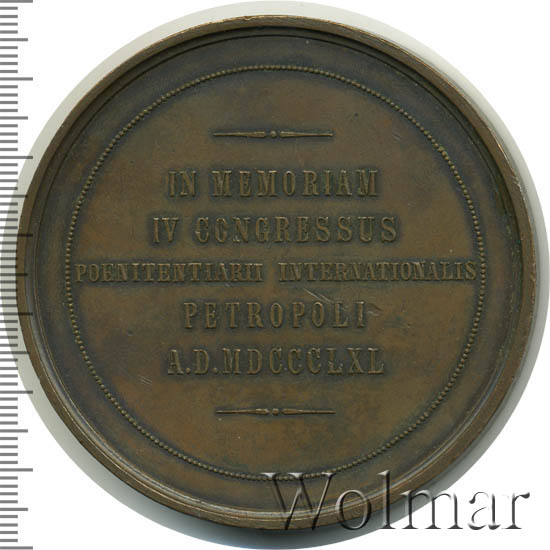 IN MEMORIAM
IV CONGRESSUS
POENITENTIARII INTERNATIONALIS
PETROPOLI
A.D.MDCCCLXL
Wolmar